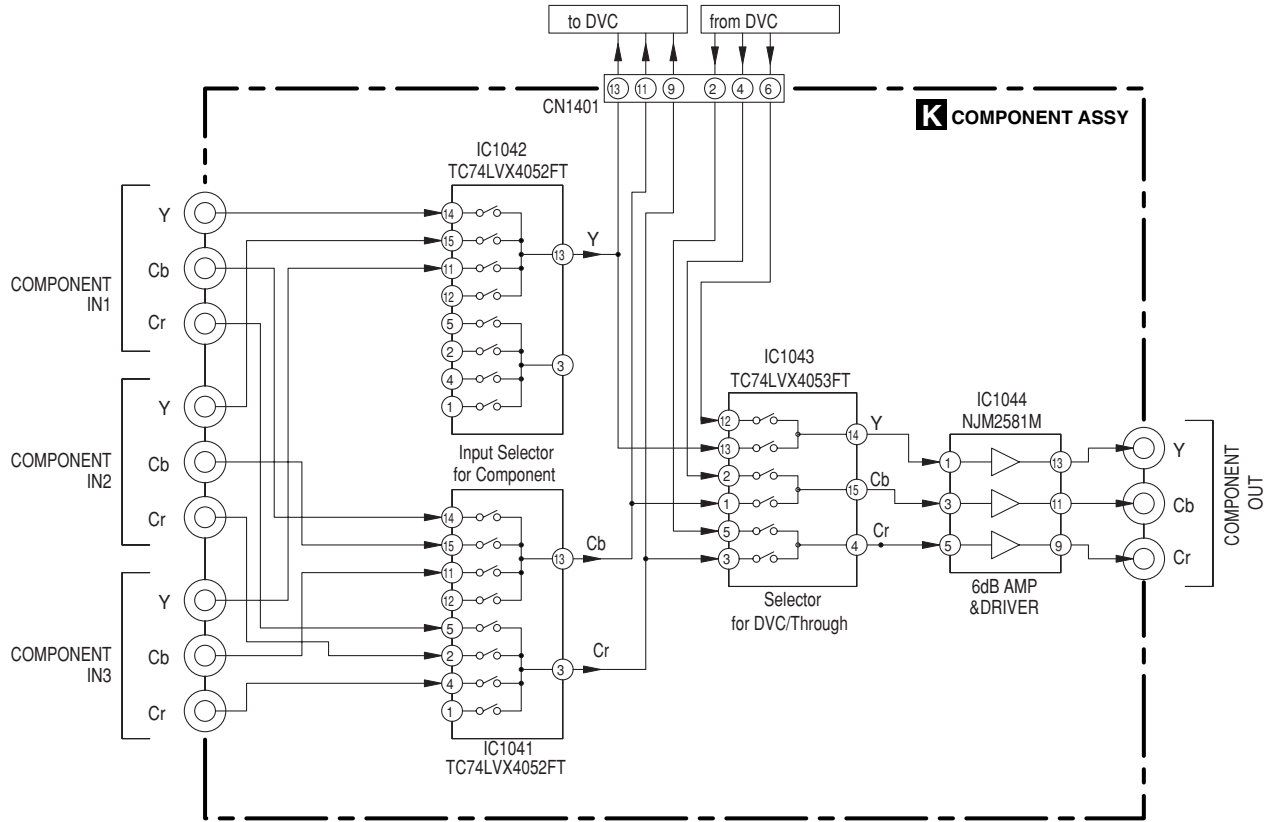 to DVC
from DVC
13 11 9 2 4 6
CN1401
K COMPONENT ASSY
IC1042
TC74LVX4052FT
14
15
11
12
5
2
4
1
13
3
Y
Input Selector
for Component
COMPONENT
IN1
Y
Cb
Cr
COMPONENT
IN2
Y
Cb
Cr
COMPONENT
IN3
Y
Cb
Cr
14
15
11
12
5
2
4
1
13
3
Cb
Cr
IC1041
TC74LVX4052FT
IC1043
TC74LVX4053FT
12
13
2
1
5
3
14
15
4
Y
Cb
Cr
Selector
for DVC/Through
IC1044
NJM2581M
1
3
5
13
11
9
6dB AMP
&DRIVER
Y
Cb
Cr
COMPONENT
OUT